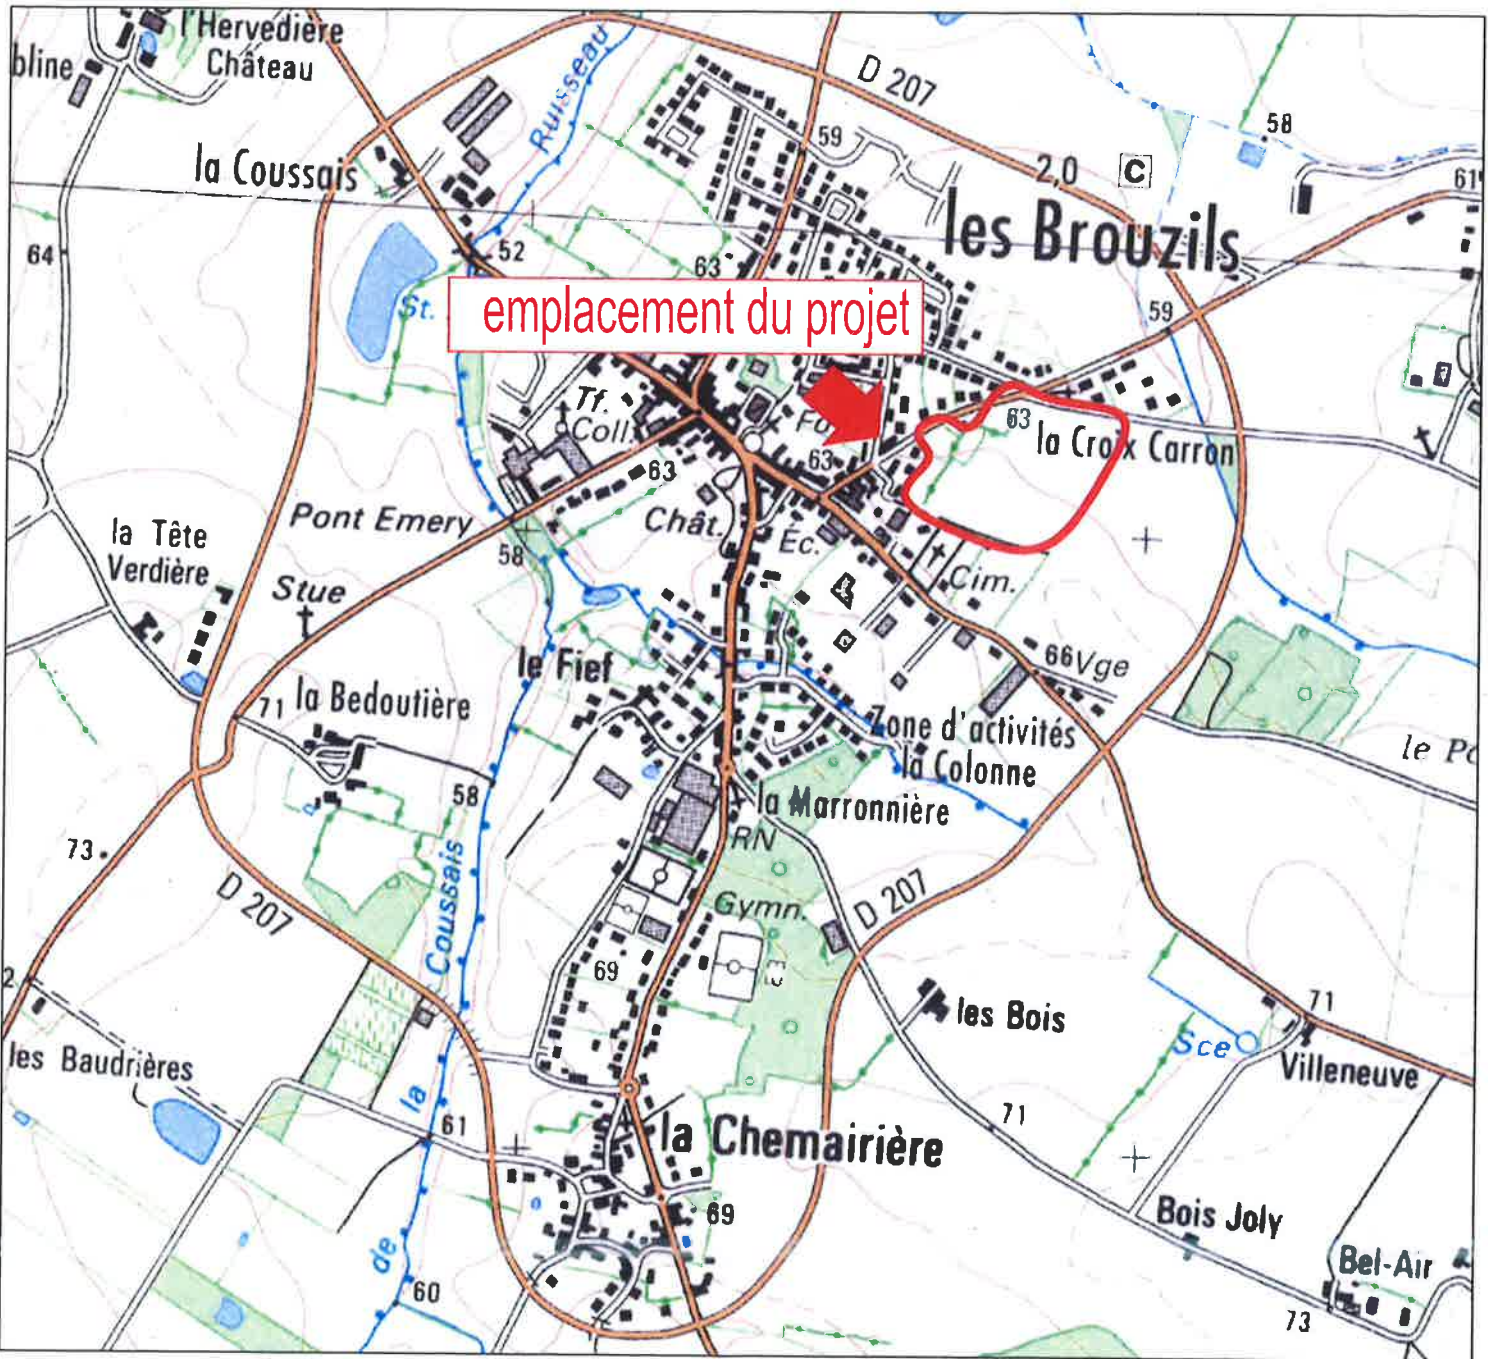 l'Hervedière
Château
bline
Ruisseau
D 207
59
58
la Coussais
2,0
C
61
les Brouzils
64
52
63
St.
emplacement du projet
59
Tf.
Coll.
63
63
63
la Croix Carron
Pont Emery
58
Chât.
Éc.
Cim.
la Tête
Verdière
Stue
le Fief
66
Vge
71
la Bedoutière
Zone d'activités
la Colonne
58
la Marronnière
RN
73
Coussais
D 207
Gymn.
D 207
69
2
les Bois
71
Sce
Villeneuve
les Baudrières
la
61
71
la Chemairière
69
Bois Joly
de
60
Bel-Air
73